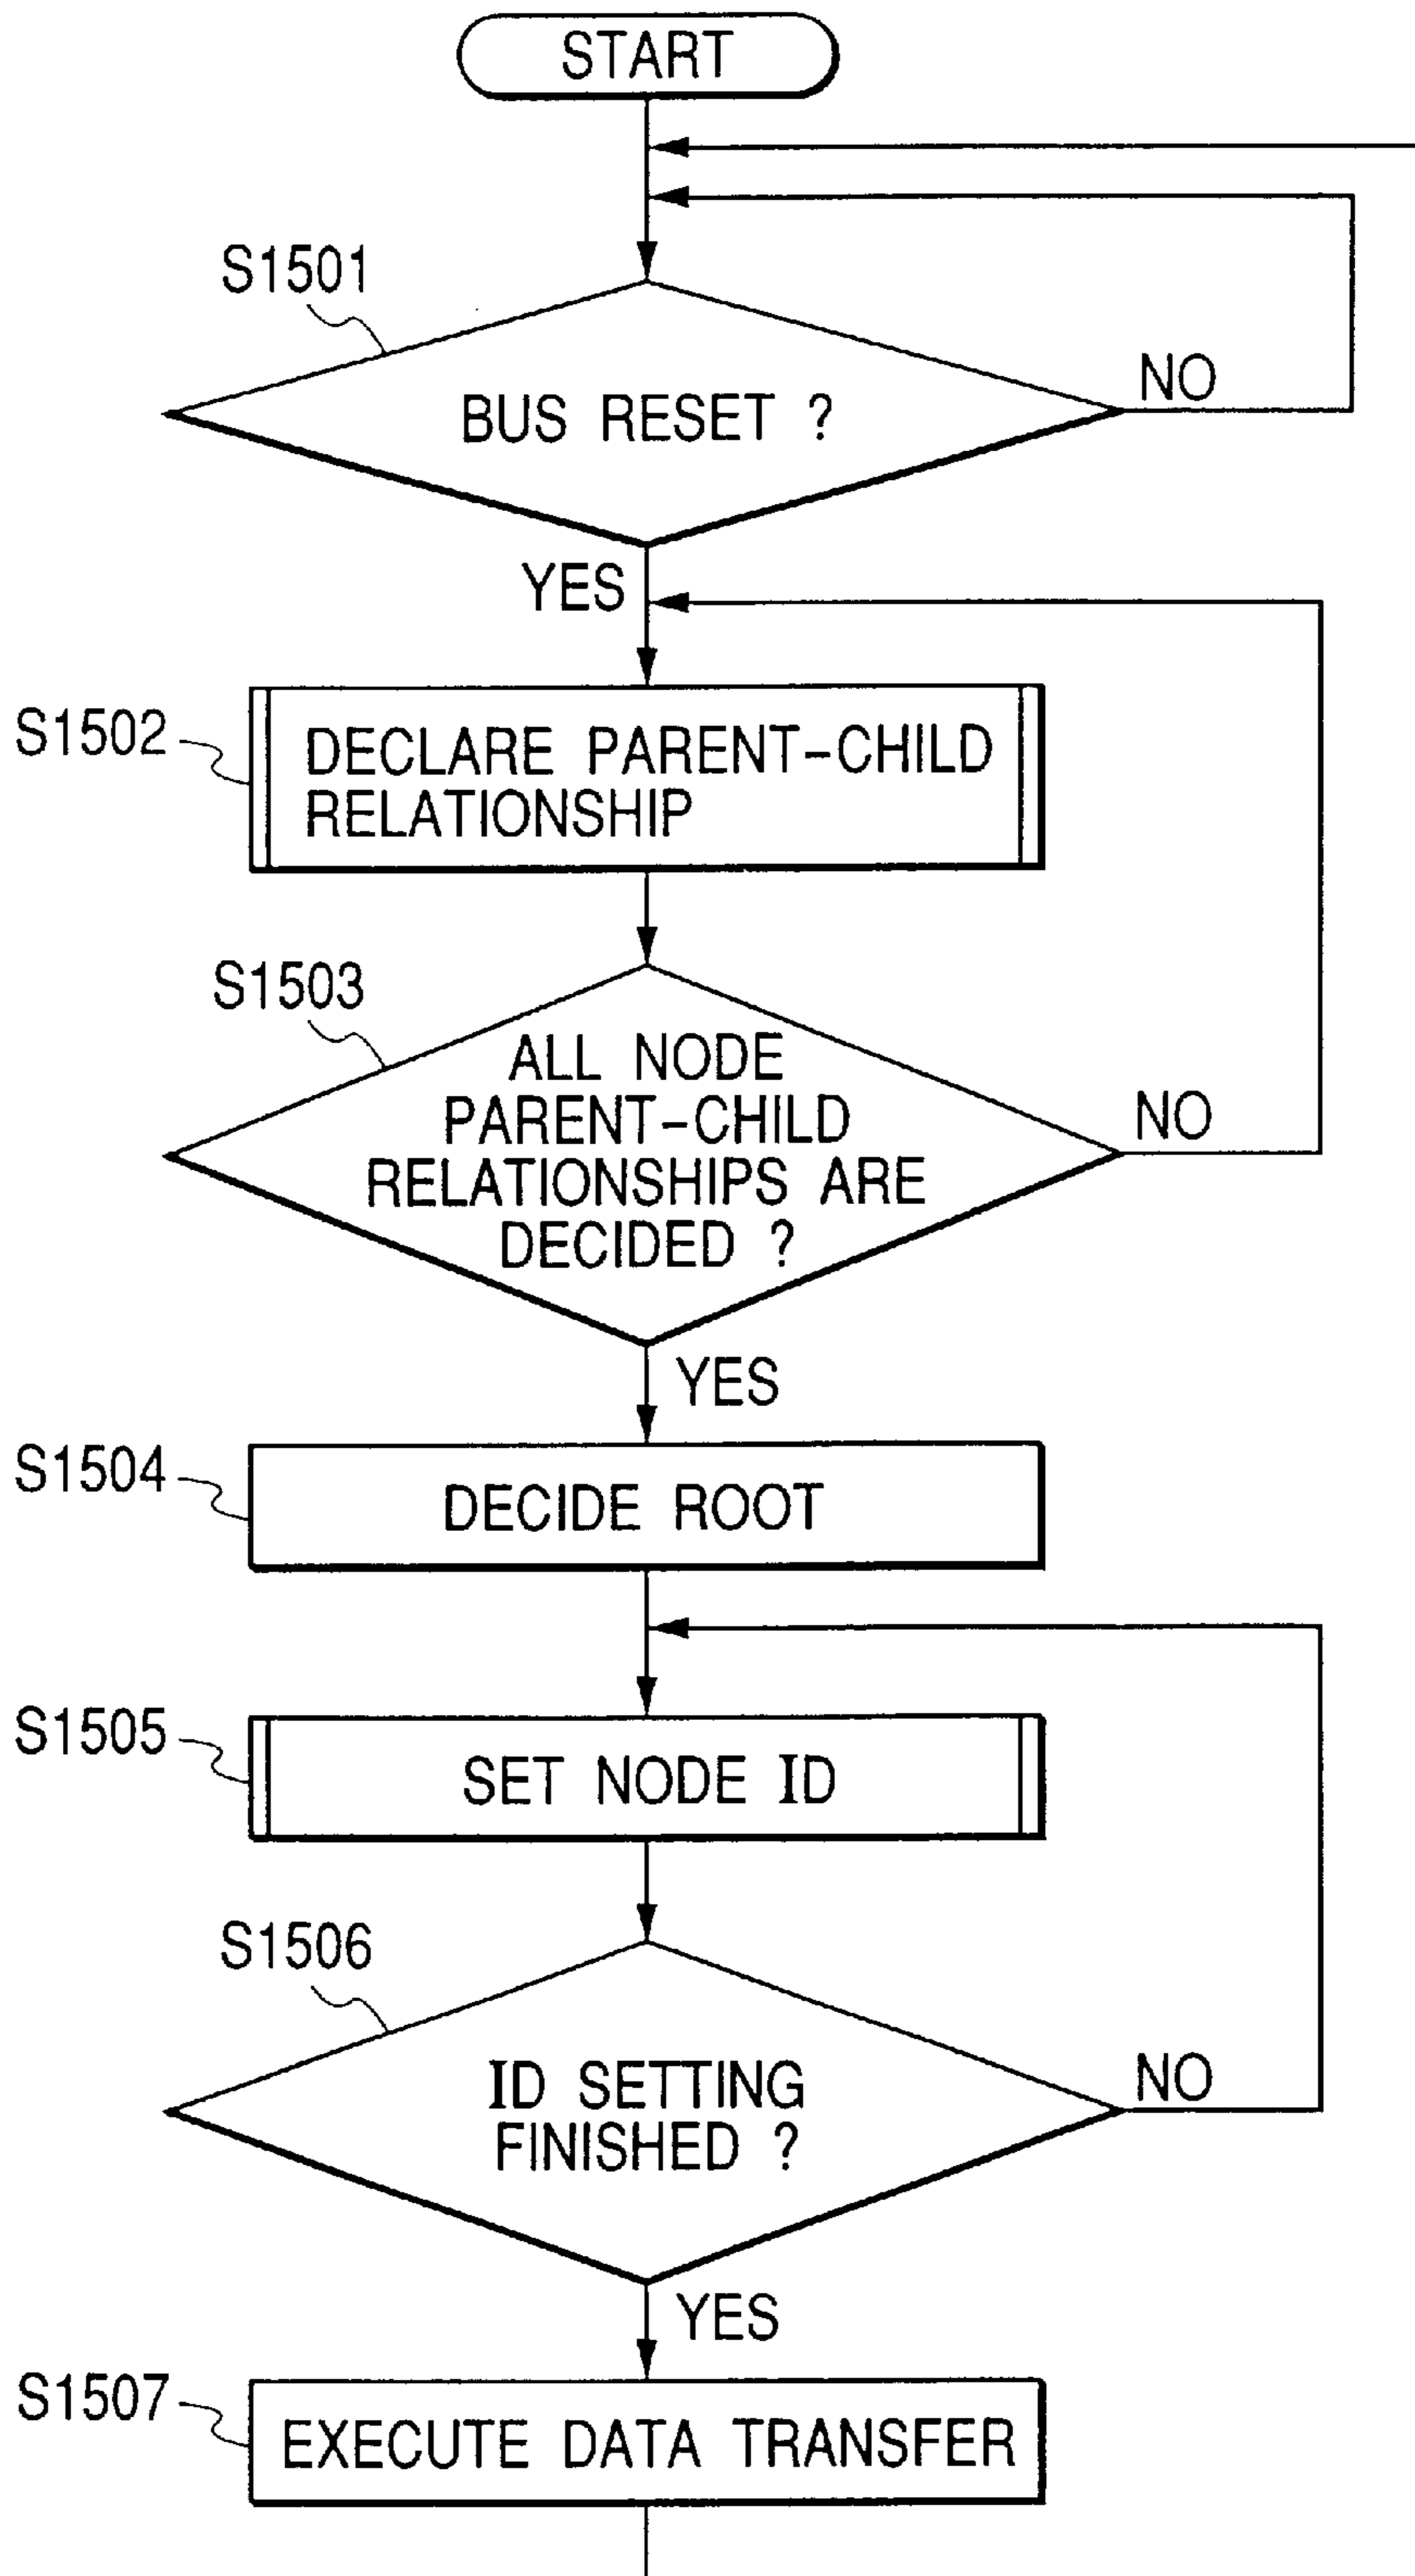 START
S1501
BUS RESET ?
NO
YES
S1502
DECLARE PARENT-CHILD
RELATIONSHIP
S1503
ALL NODE
PARENT-CHILD
RELATIONSHIPS ARE
DECIDED ?
NO
YES
S1504
DECIDE ROOT
S1505
SET NODE ID
S1506
ID SETTING
FINISHED ?
NO
YES
S1507
EXECUTE DATA TRANSFER